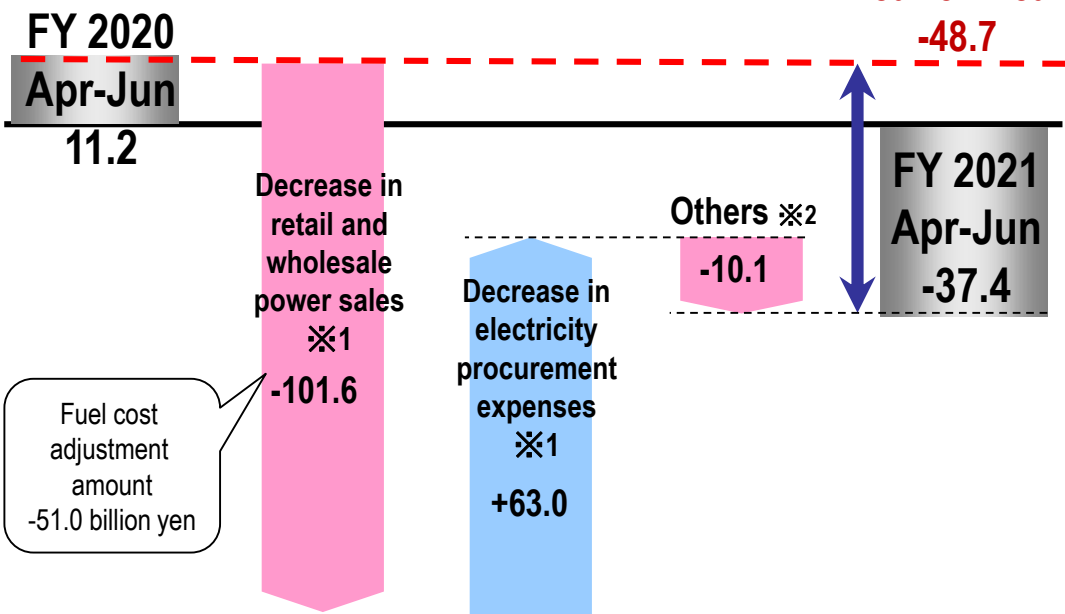 FY 2020
Apr-Jun
11.2
-48.7
Decrease in
retail and
wholesale
power sales
※1
-101.6
Fuel cost
adjustment
amount
-51.0 billion yen
Decrease in
electricity
procurement
expenses
※1
+63.0
Others ※2
-10.1
FY 2021
Apr-Jun
-37.4